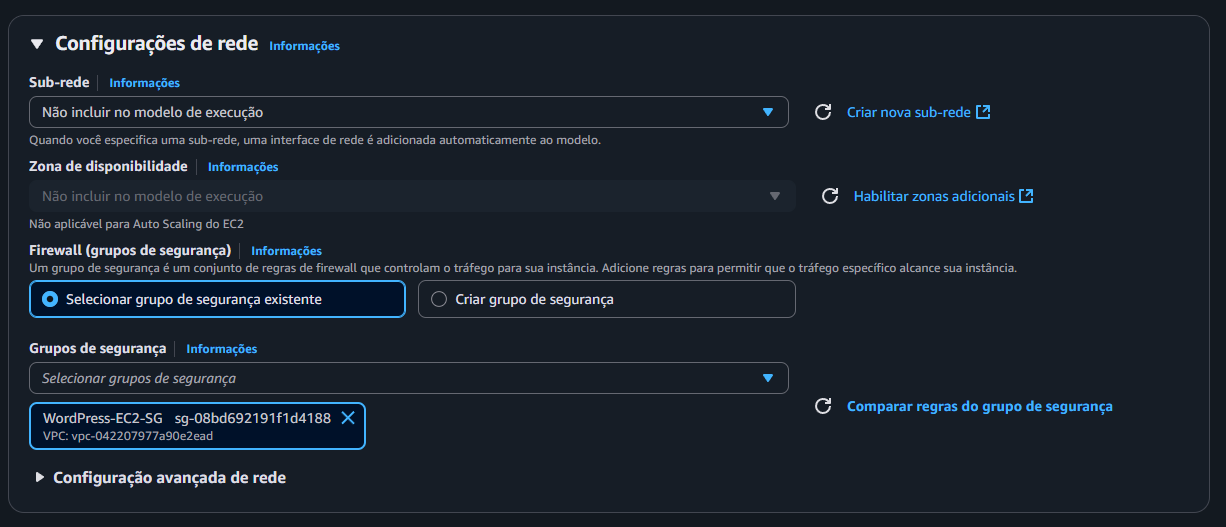 Configurações de rede Informações
Sub-rede Informações
Não incluir no modelo de execução
Criar nova sub-rede
Quando você especifica uma sub-rede, uma interface de rede é adicionada automaticamente ao modelo.
Zona de disponibilidade Informações
Não incluir no modelo de execução
Habilitar zonas adicionais
Não aplicável para Auto Scaling do EC2
Firewall (grupos de segurança) Informações
Um grupo de segurança é um conjunto de regras de firewall que controlam o tráfego para sua instância. Adicione regras para permitir que o tráfego específico alcance sua instância.
Selecionar grupo de segurança existente
Criar grupo de segurança
Grupos de segurança Informações
Selecionar grupos de segurança
WordPress-EC2-SG sg-08bd692191f1d4188
VPC: vpc-042207977a90e2ead
Comparar regras do grupo de segurança
Configuração avançada de rede